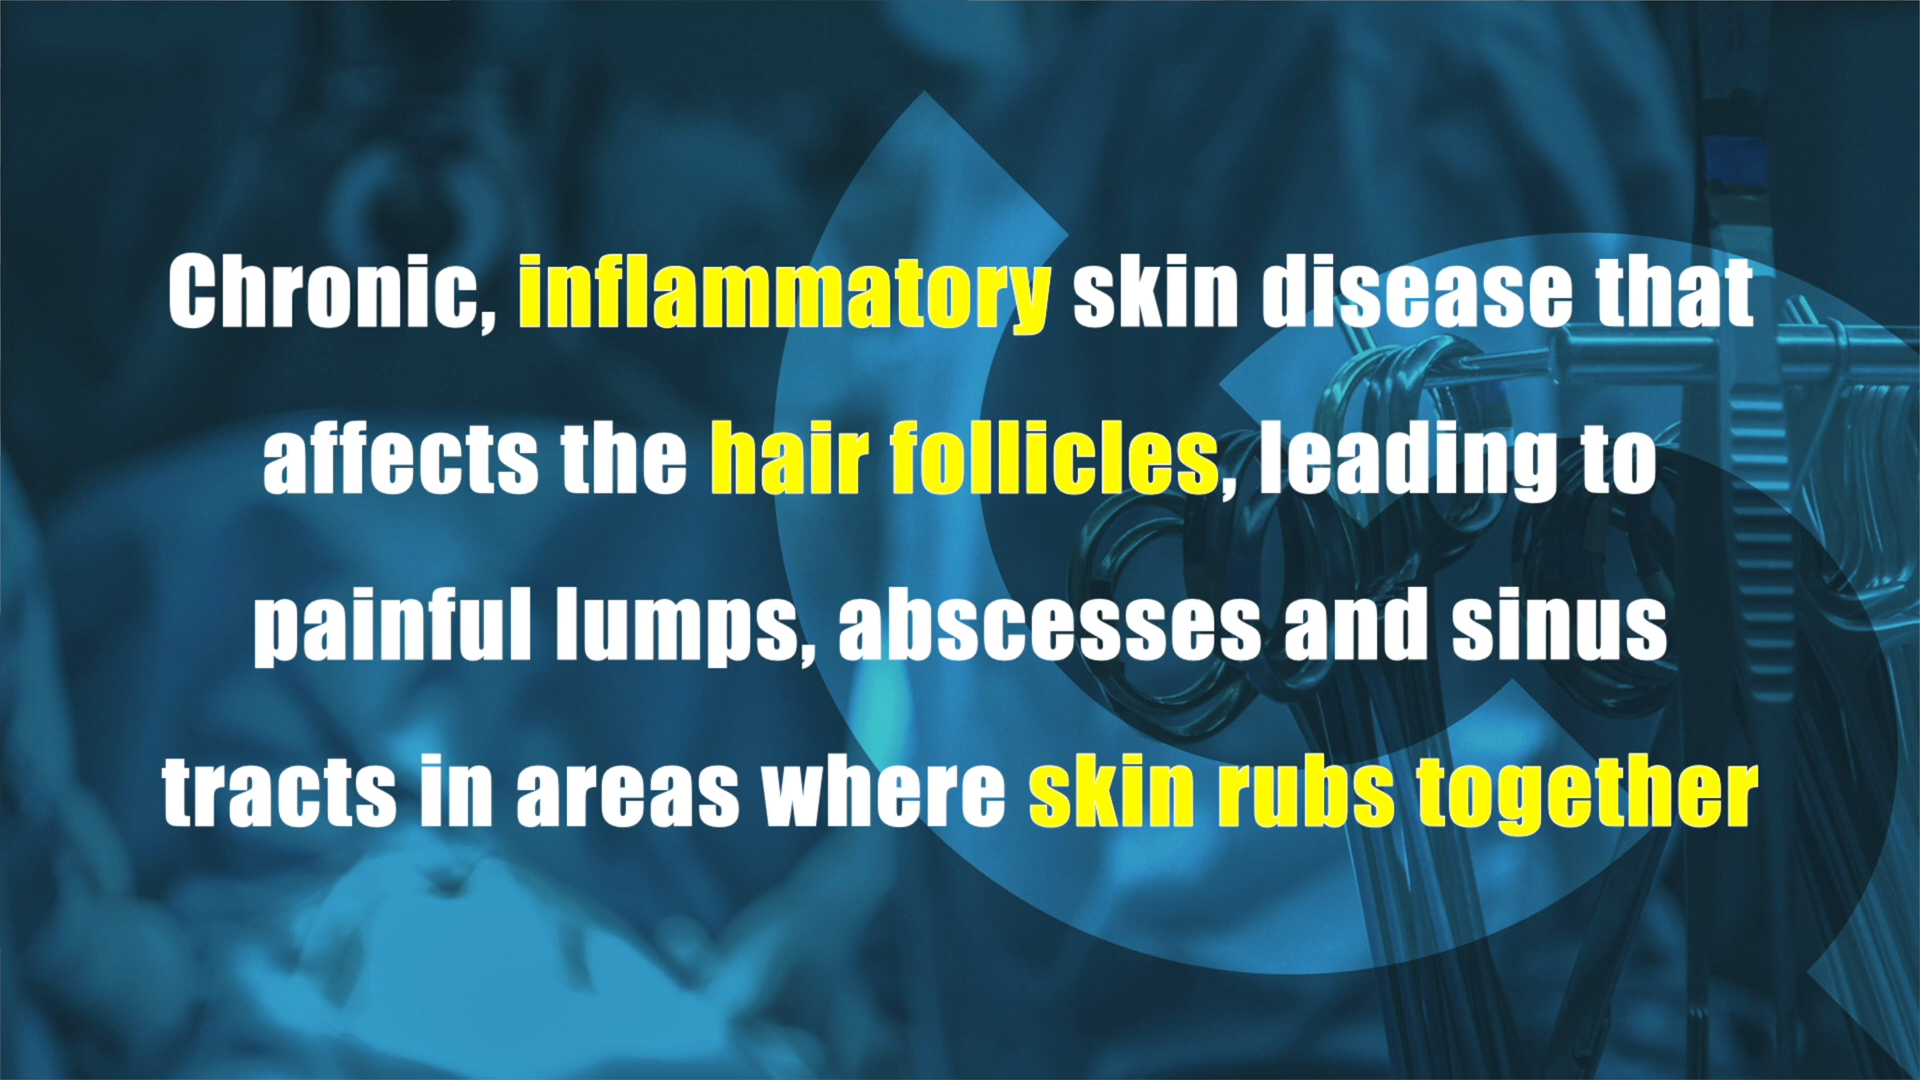 Chronic, inflammatory skin disease that
affects the hair follicles, leading to
painful lumps, abscesses and sinus
tracts in areas where skin rubs together